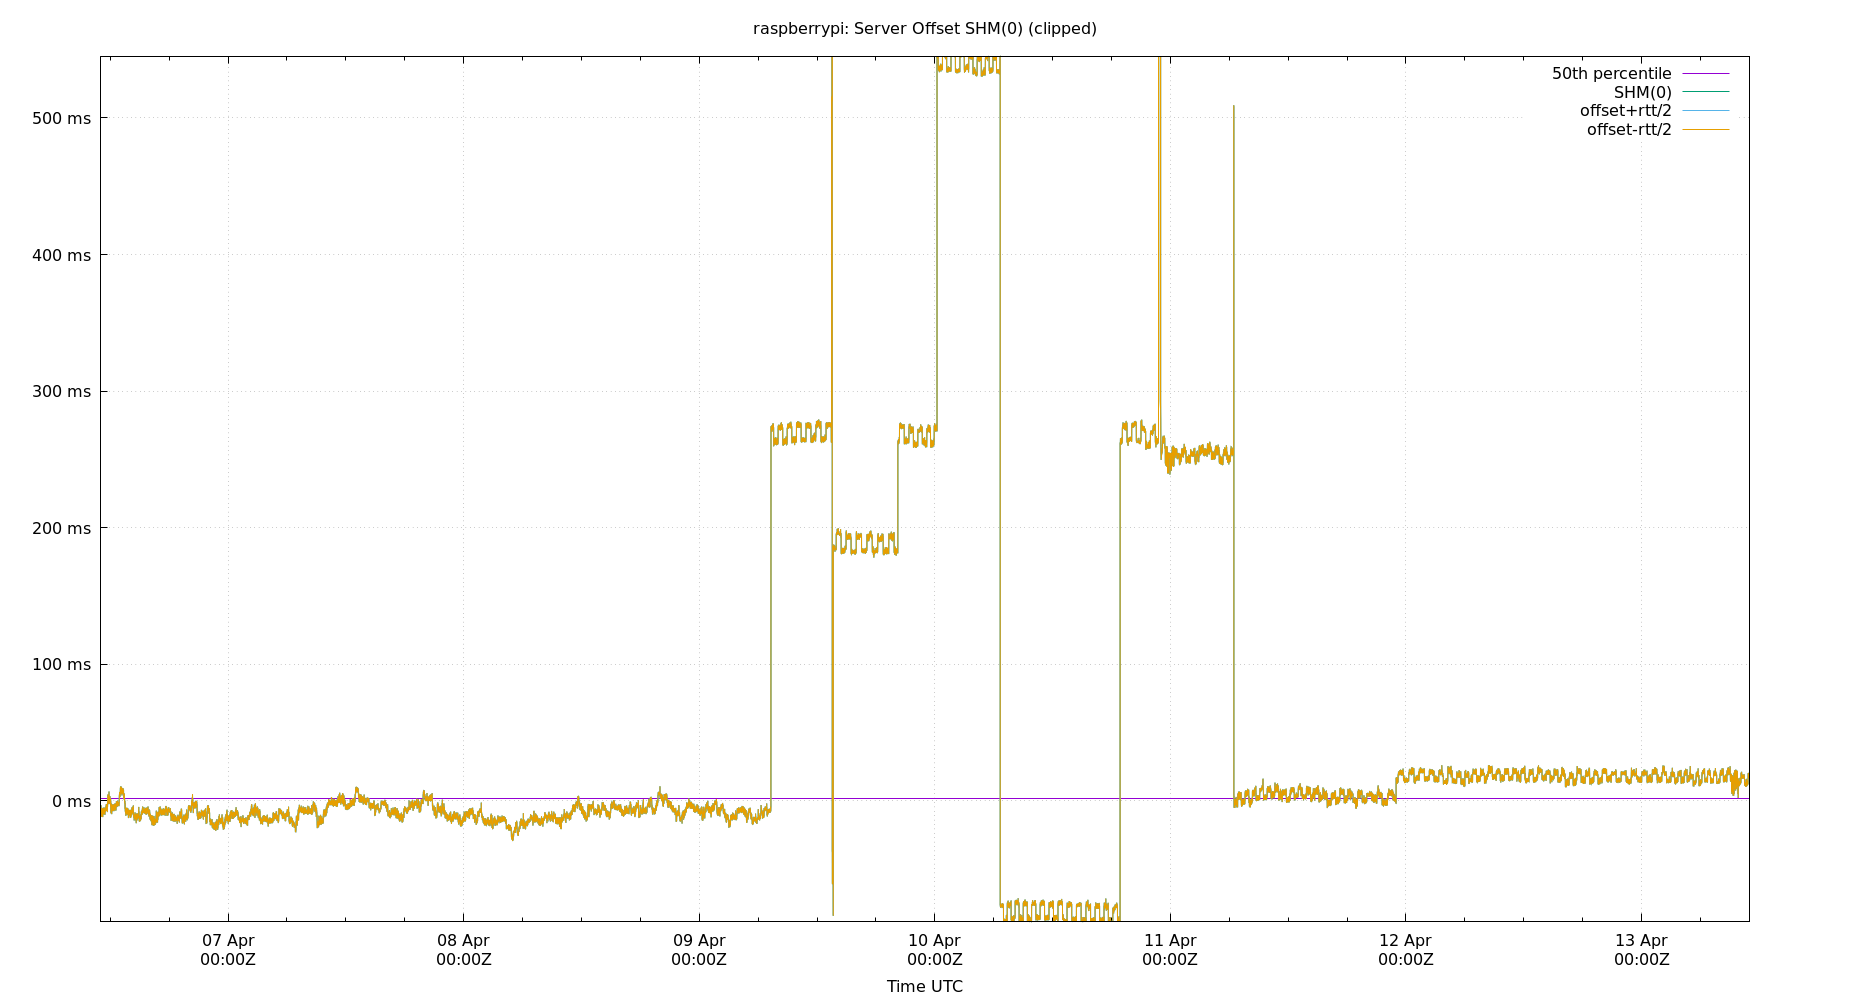 raspberrypi: Server Offset SHM(0) (clipped)
50th percentile
SHM(0)
offset+rtt/2
offset-rtt/2
500 ms
400 ms
300 ms
200 ms
100 ms
0 ms
07 Apr 08 Apr 09 Apr 10 Apr 11 Apr 12 Apr 13 Apr
00:00Z 00:00Z 00:00Z 00:00Z 00:00Z 00:00Z 00:00Z
Time UTC